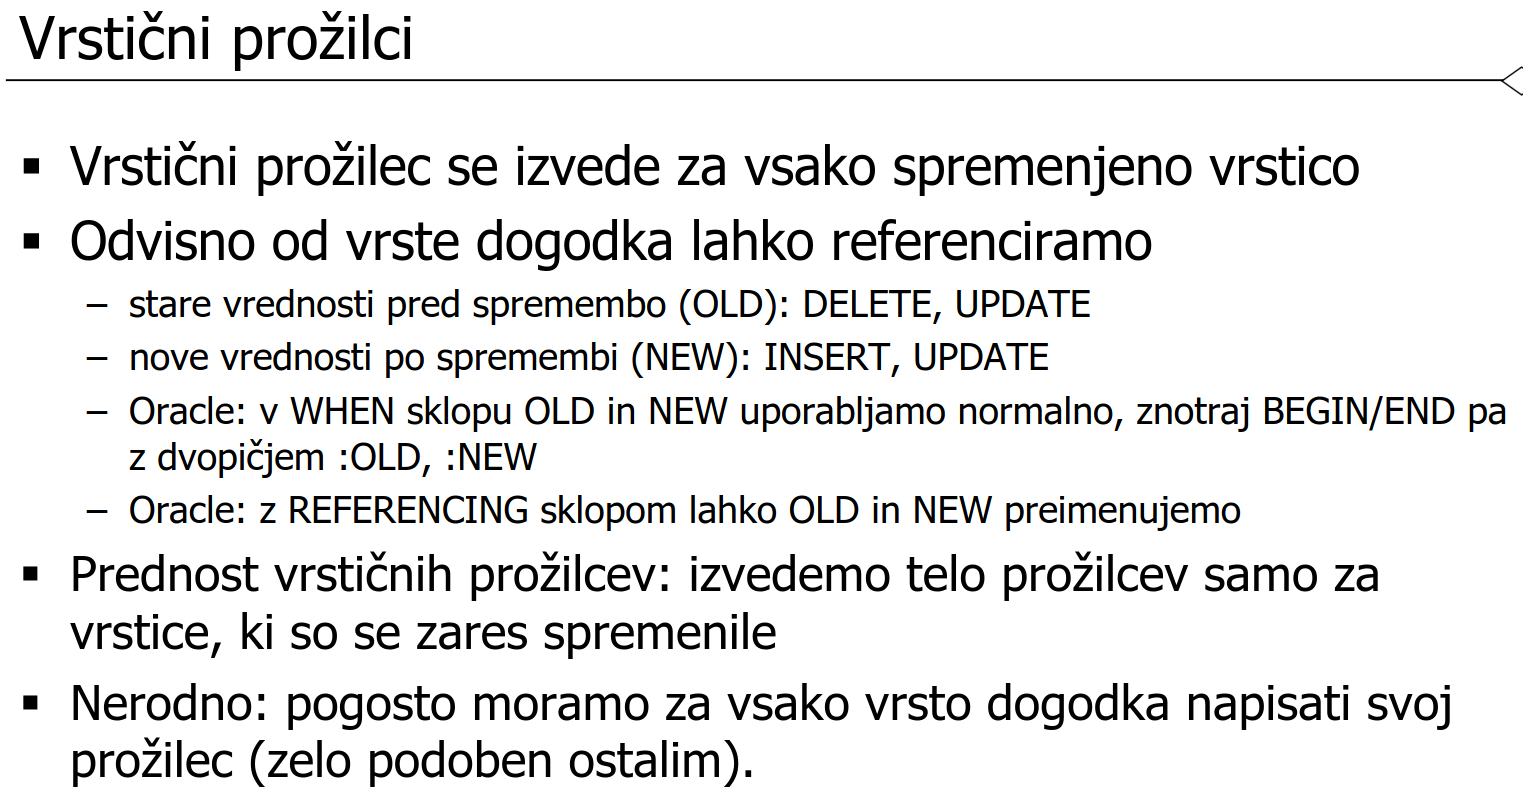 Vrstični prožilci
▪ Vrstični prožilec se izvede za vsako spremenjeno vrstico
▪ Odvisno od vrste dogodka lahko referenciramo
– stare vrednosti pred spremembo (OLD): DELETE, UPDATE
– nove vrednosti po spremembi (NEW): INSERT, UPDATE
– Oracle: v WHEN sklopu OLD in NEW uporabljamo normalno, znotraj BEGIN/END pa
z dvopičjem :OLD, :NEW
– Oracle: z REFERENCING sklopom lahko OLD in NEW preimenujemo
▪ Prednost vrstičnih prožilcev: izvedemo telo prožilcev samo za
vrstice, ki so se zares spremenile
▪ Nerodno: pogosto moramo za vsako vrsto dogodka napisati svoj
prožilec (zelo podoben ostalim).